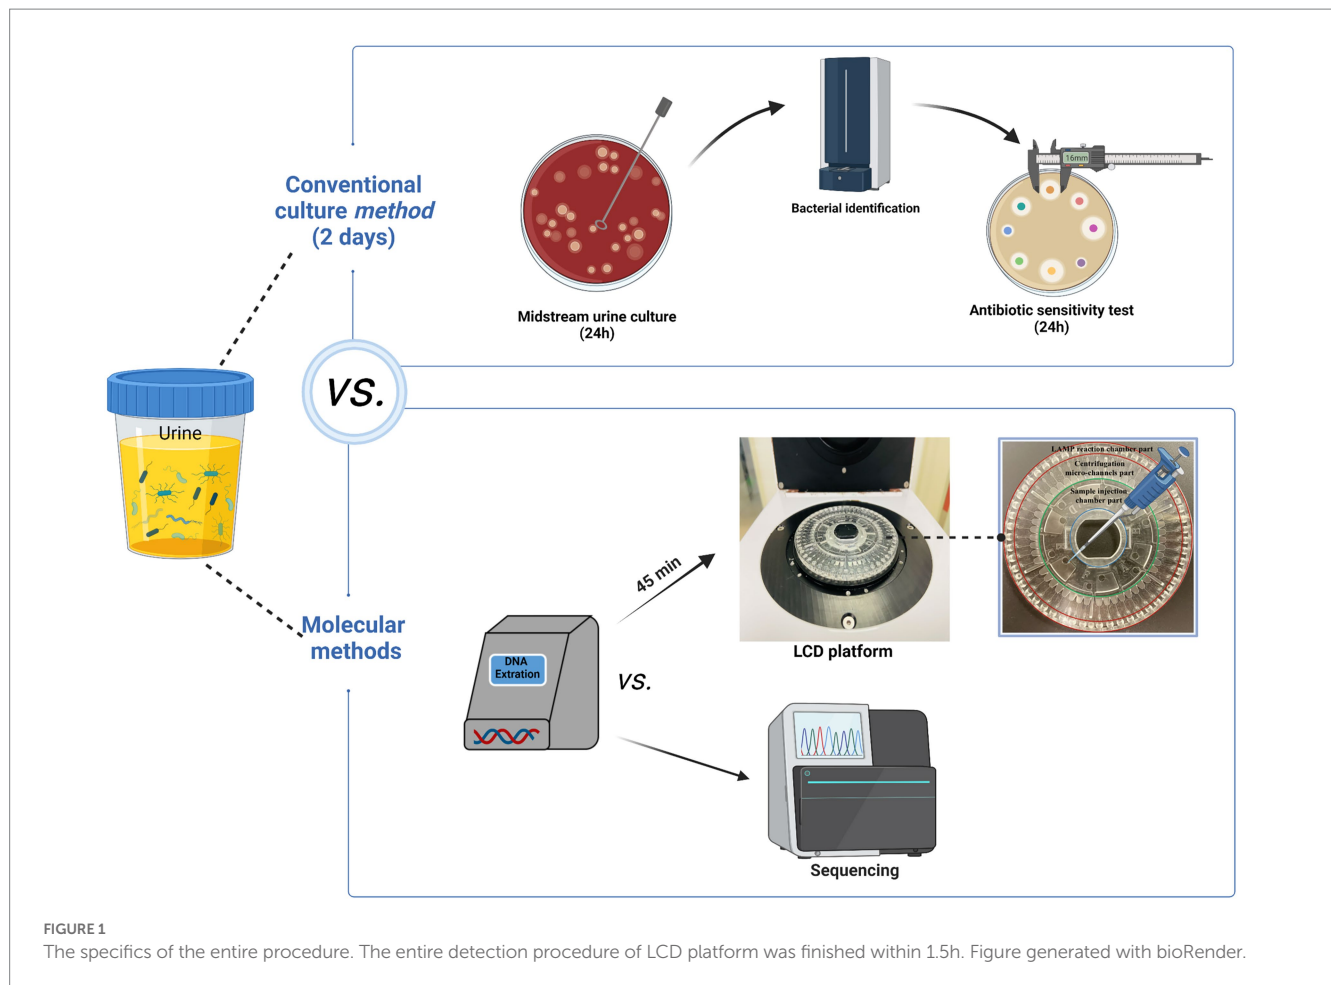 Conventional
culture method
(2 days)
Midstream urine culture
(24h)
Bacterial identification
16mm
Antibiotic sensitivity test
(24h)
vs.
Urine
Molecular
methods
DNA
Extration
45 min
vs.
LCD platform
LAMP reaction chamber part
Centrifugation
micro-channels part
Sample injection
chamber part
Sequencing
FIGURE 1
The specifics of the entire procedure. The entire detection procedure of LCD platform was finished within 1.5h. Figure generated with bioRender.